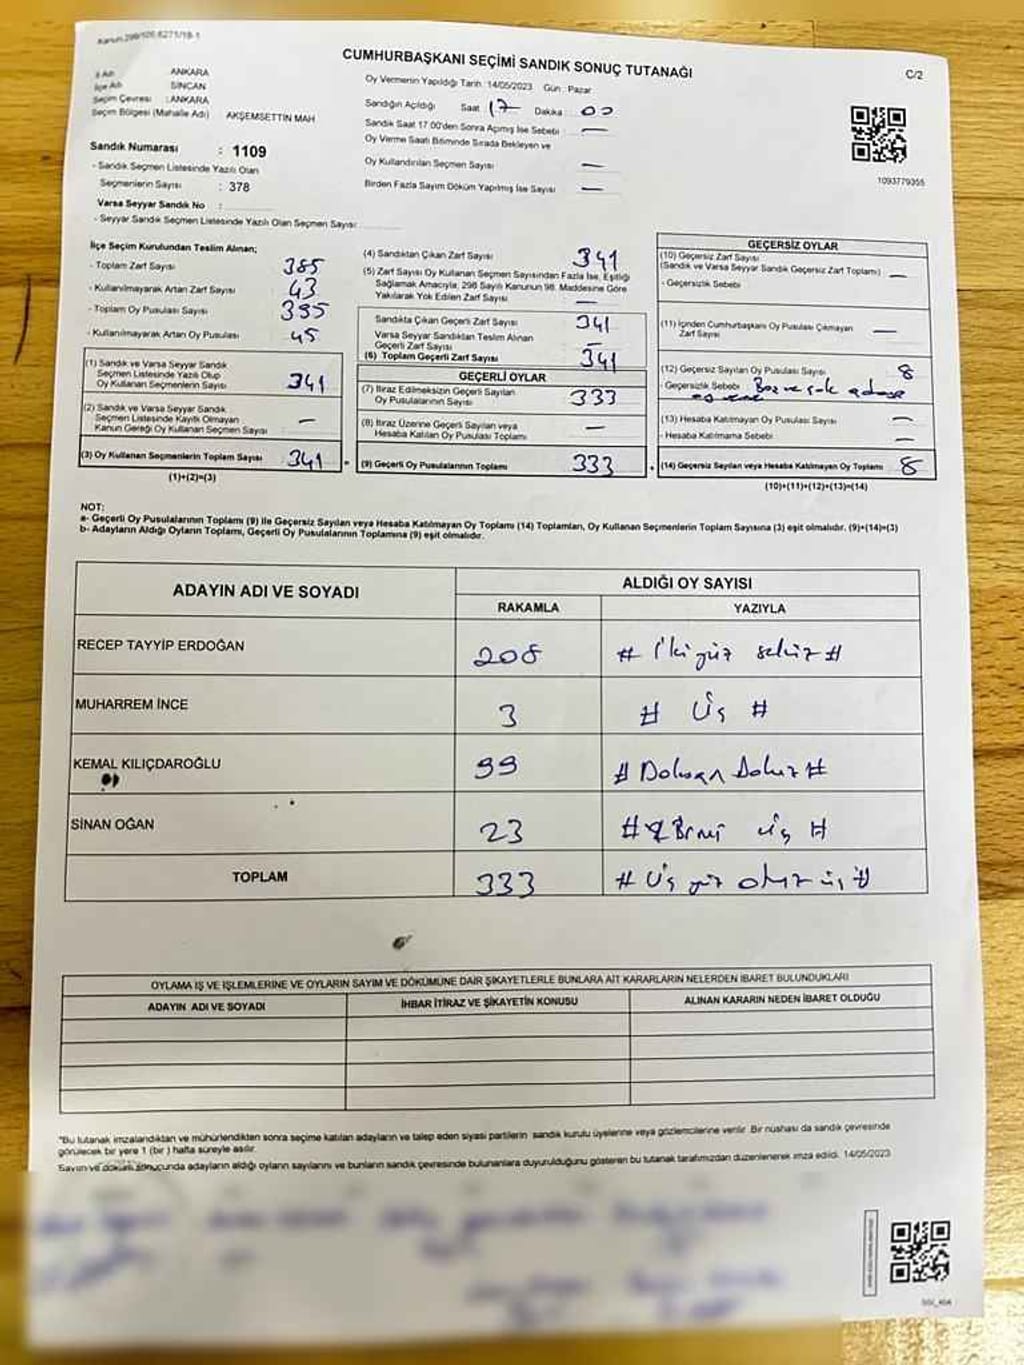 Kanun 298/105.6271/18-1
CUMHURBAŞKANI SEÇİMİ SANDIK SONUÇ TUTANAĞI
C/2
İl Adı ANKARA
İlçe Adı SİNCAN
Seçim Çevresi : ANKARA
Seçim Bölgesi (Mahalle Adı) AKŞEMSETTİN MAH
Sandık Numarası : 1109
- Sandık Seçmen Listesinde Yazılı Olan
Seçmenlerin Sayısı : 378
Varsa Seyyar Sandık No :
- Seyyar Sandık Seçmen Listesinde Yazılı Olan Seçmen Sayısı
Oy Vermenin Yapıldığı Tarih : 14/05/2023 Gün : Pazar
Sandığın Açıldığı Saat 17 Dakika : 00
Sandık Saat 17.00'den Sonra Açımış İse Sebebi : —
Oy Verme Saati Bitiminde Sırada Bekleyen ve
Oy Kullandırılan Seçmen Sayısı —
Birden Fazla Sayım Döküm Yapılmış İse Sayısı —
1093779355
İlçe Seçim Kurulundan Teslim Alınan;
- Toplam Zarf Sayısı 385
- Kullanılmayarak Artan Zarf Sayısı 43
- Toplam Oy Pusulası Sayısı 385
- Kullanılmayarak Artan Oy Pusulası 45
(1) Sandık ve Varsa Seyyar Sandık
Seçmen Listesinde Yazılı Olup
Oy Kullanan Seçmenlerin Sayısı 341
(2) Sandık ve Varsa Seyyar Sandık
Seçmen Listesinde Kayıtlı Olmayan
Kanun Gereği Oy Kullanan Seçmen Sayısı —
(3) Oy Kullanan Seçmenlerin Toplam Sayısı 341
(1)+(2)=(3)
(4) Sandıktan Çıkan Zarf Sayısı 341
(5) Zarf Sayısı Oy Kullanan Seçmen Sayısından Fazla İse, Eşitliği
Sağlamak Amacıyla, 298 Sayılı Kanunun 98. Maddesine Göre
Yakılarak Yok Edilen Zarf Sayısı —
Sandıkta Çıkan Geçerli Zarf Sayısı 341
Varsa Seyyar Sandıktan Teslim Alınan
Geçerli Zarf Sayısı —
(6) Toplam Geçerli Zarf Sayısı 341
GEÇERLİ OYLAR
(7) İtiraz Edilmeksizin Geçerli Sayılan
Oy Pusulalarının Sayısı 333
(8) İtiraz Üzerine Geçerli Sayılan veya
Hesaba Katılan Oy Pusulası Toplamı —
(9) Geçerli Oy Pusulalarının Toplamı 333
GEÇERSİZ OYLAR
(10) Geçersiz Zarf Sayısı
(Sandık ve Varsa Seyyar Sandık Geçersiz Zarf Toplamı) —
- Geçersizlik Sebebi
(11) İçinden Cumhurbaşkanı Oy Pusulası Çıkmayan
Zarf Sayısı —
(12) Geçersiz Sayılan Oy Pusulası Sayısı 8
- Geçersizlik Sebebi
(13) Hesaba Katılmayan Oy Pusulası Sayısı —
- Hesaba Katılmama Sebebi —
(14) Geçersiz Sayılan veya Hesaba Katılmayan Oy Toplamı 8
(10)+(11)+(12)+(13)=(14)
NOT:
a- Geçerli Oy Pusulalarının Toplamı (9) ile Geçersiz Sayılan veya Hesaba Katılmayan Oy Toplamı (14) Toplamları, Oy Kullanan Seçmenlerin Toplam Sayısına (3) eşit olmalıdır. (9)+(14)=(3)
b- Adayların Aldığı Oyların Toplamı, Geçerli Oy Pusulalarının Toplamına (9) eşit olmalıdır.
ADAYIN ADI VE SOYADI ALDIĞI OY SAYISI
RAKAMLA YAZIYLA
RECEP TAYYİP ERDOĞAN 208 # İkiyüz sekiz #
MUHARREM İNCE 3 # Üç #
KEMAL KILIÇDAROĞLU 99 # Doksan dokuz #
SİNAN OĞAN 23 # Yirmi üç #
TOPLAM 333 # Üç yüz otuz üç #
OYLAMA İŞ VE İŞLEMLERİNE VE OYLARIN SAYIM VE DÖKÜMÜNE DAİR ŞİKAYETLERLE BUNLARA AİT KARARLARIN NELERDEN İBARET BULUNDUKLARI
ADAYIN ADI VE SOYADI İHBAR İTİRAZ VE ŞİKAYETİN KONUSU ALINAN KARARIN NEDEN İBARET OLDUĞU
*Bu tutanak imzalandıktan ve mühürlendikten sonra seçime katılan adayların ve talep eden siyasi partilerin sandık kurulu üyelerine veya gözlemcilerine verilir. Bir nüshası da sandık çevresinde
görülecek bir yere 1 (bir) hafta süreyle asılır.
Sayım ve döküm sonucunda adayların aldığı oyların sayılarını ve bunların sandık çevresinde bulunanlara duyurulduğunu gösteren bu tutanak tarafımızdan düzenlenerek imza edildi. 14/05/2023